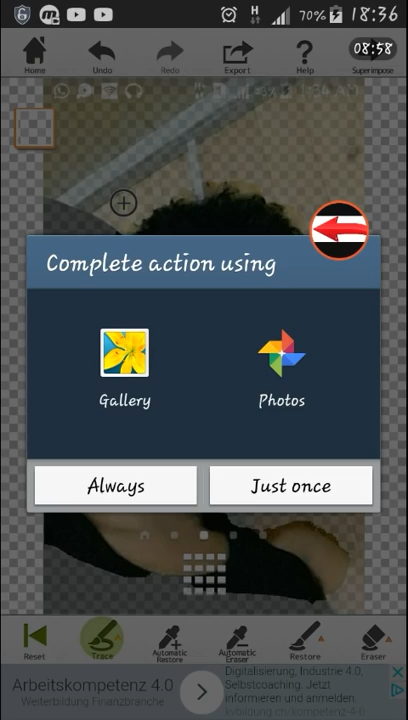 70% 18:36
Home
Undo
Redo
Export
Help
08:58
Superimpose
Complete action using
Gallery
Photos
Always
Just once
Reset
Trace
Automatic
Restore
Automatic
Eraser
Restore
Eraser
Arbeitskompetenz 4.0
Weiterbildung Finanzbranche
Digitalisierung, Industrie 4.0,
Selbstcoaching. Jetzt
informieren und anmelden.